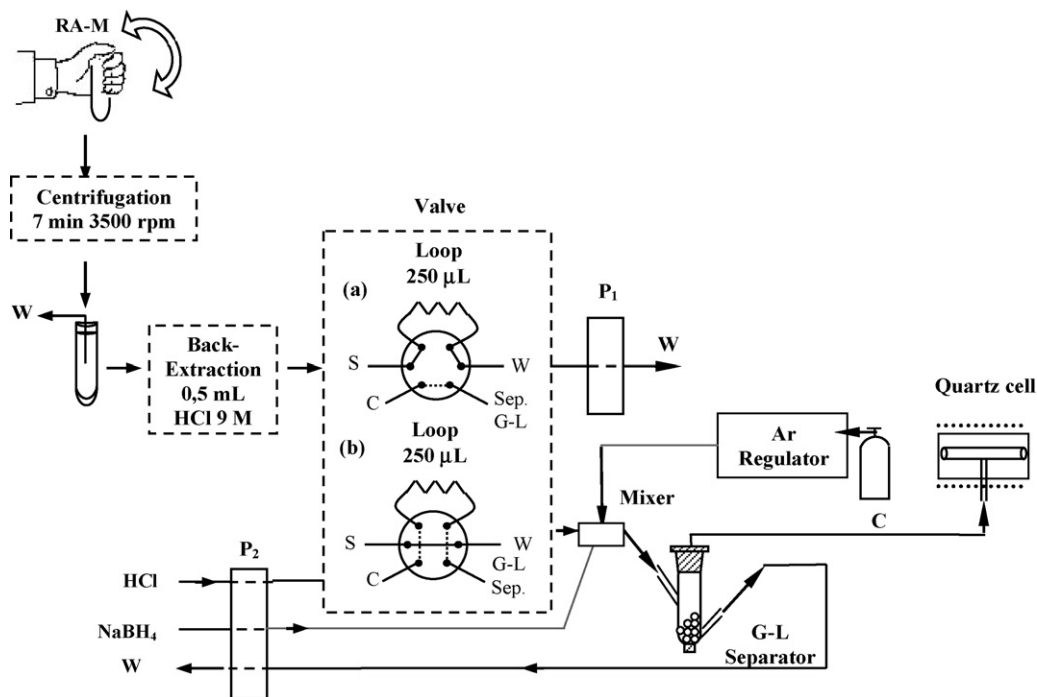 RA-M
Centrifugation
7 min 3500 rpm
W
Back-
Extraction
0,5 mL
HCl 9 M
Valve
Loop
250 μL
(a)
S
W
C
Sep.
G-L
(b)
Loop
250 μL
S
W
G-L
C
Sep.
P₁
W
Ar
Regulator
Quartz cell
Mixer
C
P₂
HCl
NaBH₄
W
G-L
Separator